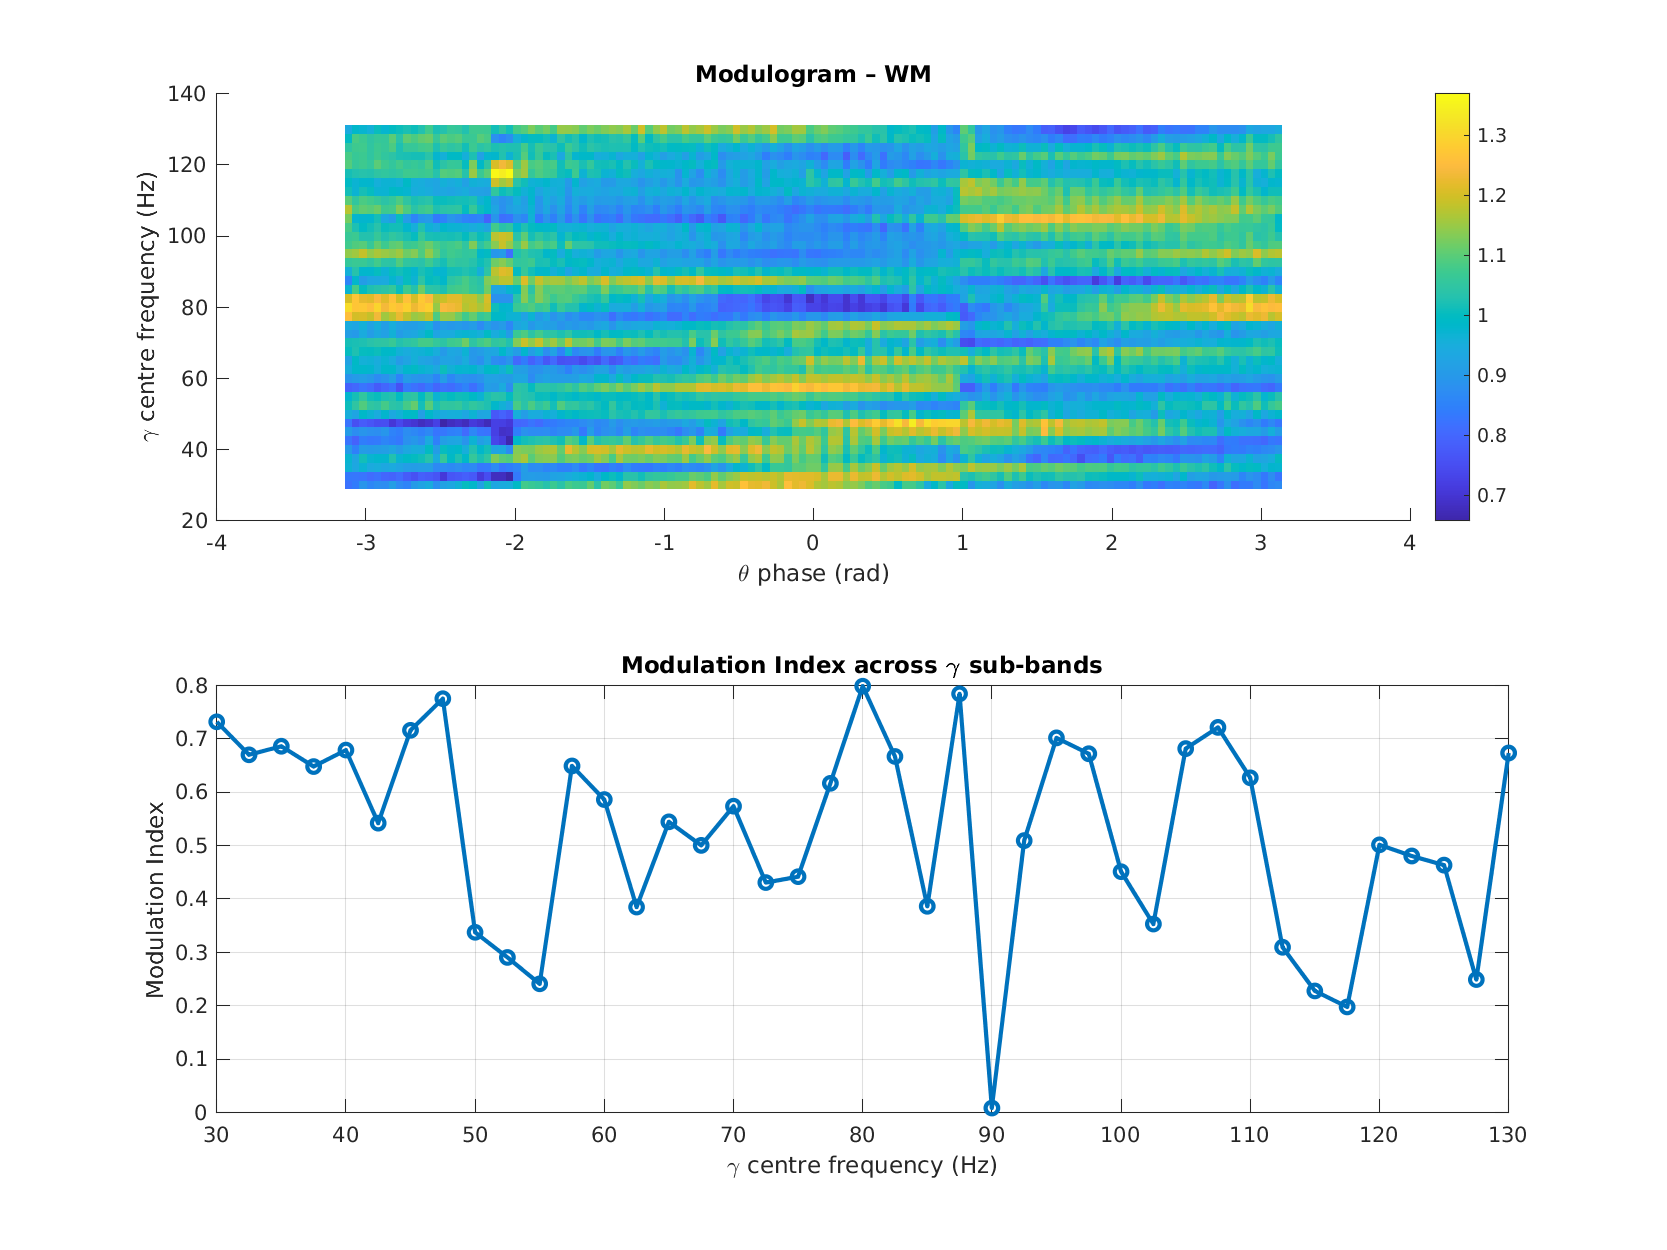 Modulogram – WM
γ centre frequency (Hz)
140
120
100
80
60
40
20
-4 -3 -2 -1 0 1 2 3 4
θ phase (rad)
1.3
1.2
1.1
1
0.9
0.8
0.7
Modulation Index across γ sub-bands
Modulation Index
0.8
0.7
0.6
0.5
0.4
0.3
0.2
0.1
0
30 40 50 60 70 80 90 100 110 120 130
γ centre frequency (Hz)